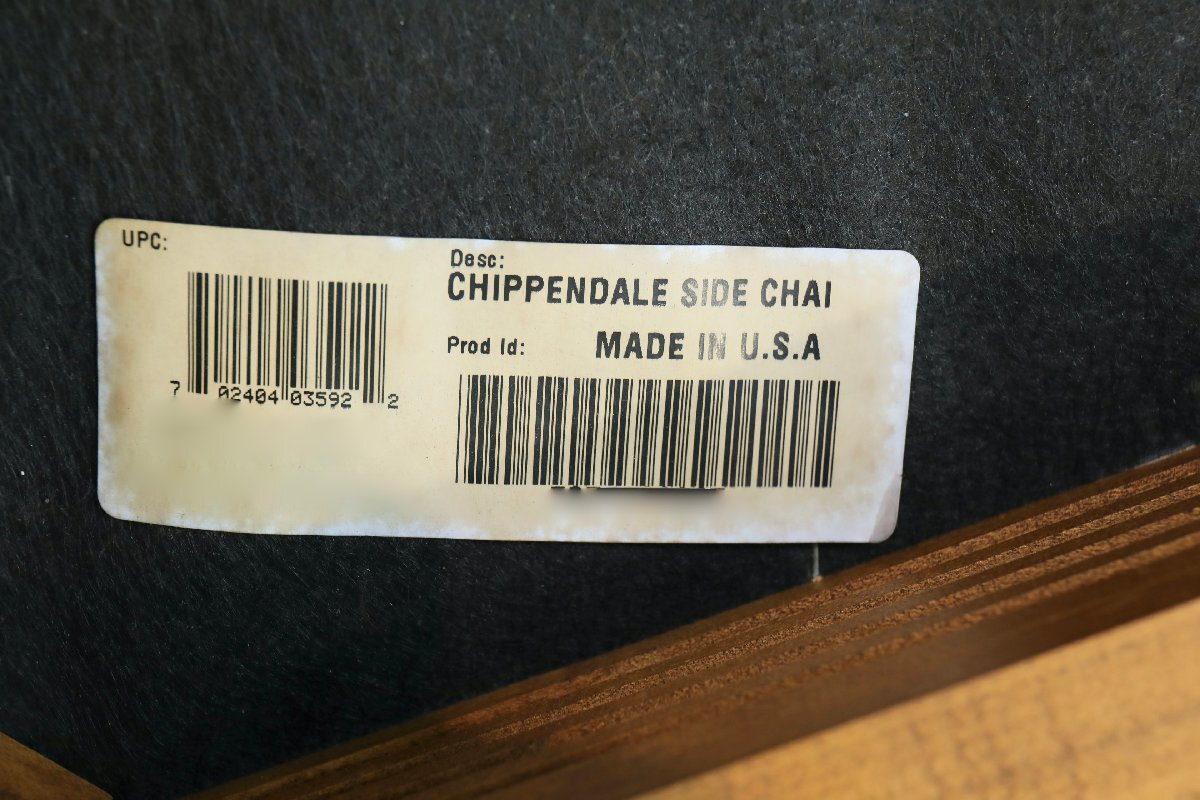 UPC:
7 02404 03592 2
Desc:
CHIPPENDALE SIDE CHAI
Prod Id:
MADE IN U.S.A